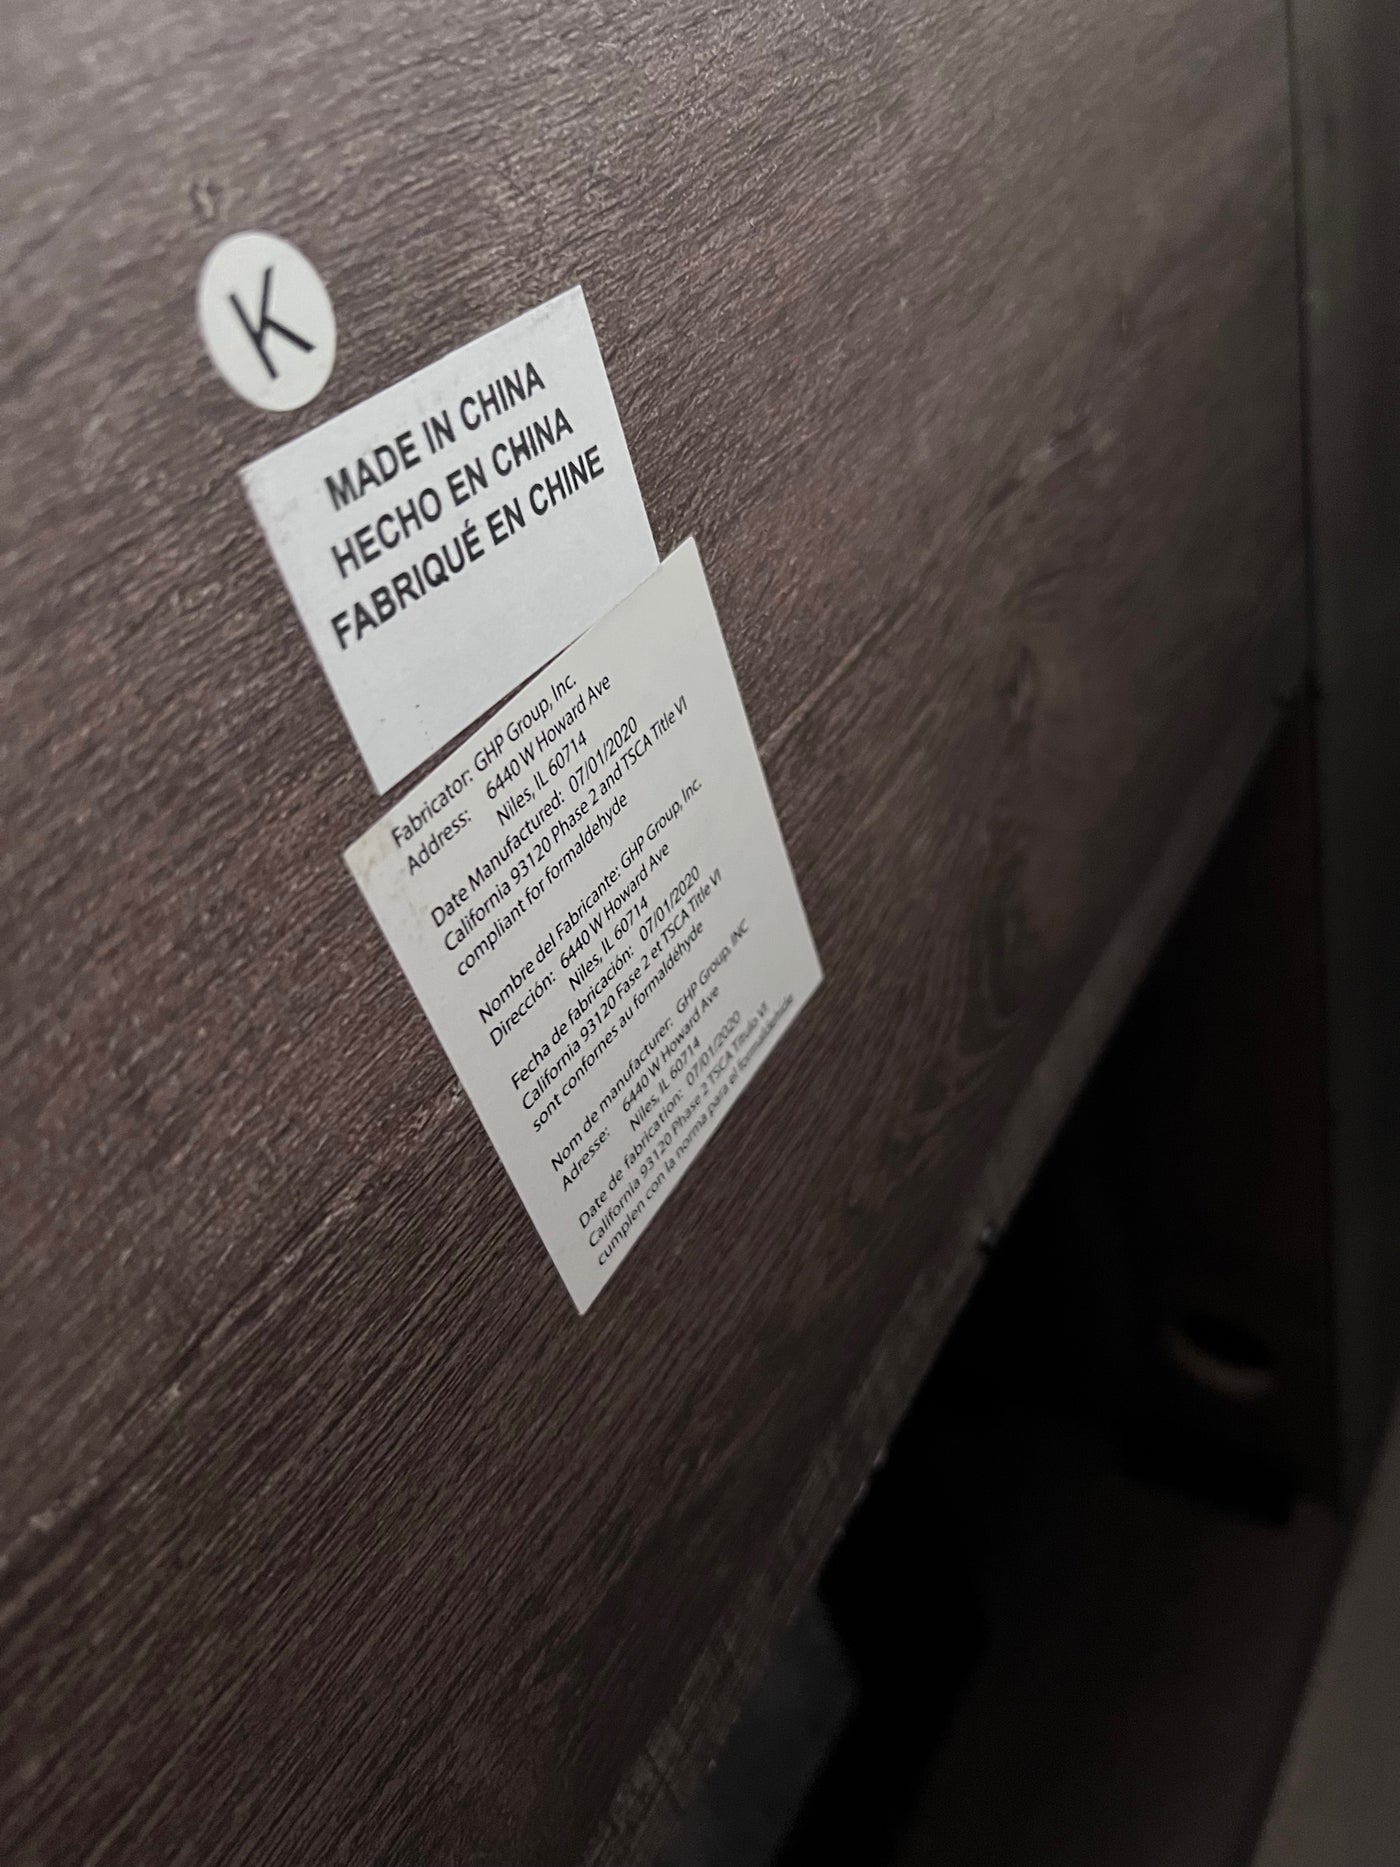 K
MADE IN CHINA
HECHO EN CHINA
FABRIQUÉ EN CHINE
Fabricator: GHP Group, Inc.
Address: 6440 W Howard Ave
Niles, IL 60714
Date Manufactured: 07/01/2020
California 93120 Phase 2 and TSCA Title VI
compliant for formaldehyde
Nombre del Fabricante: GHP Group, Inc.
Dirección: 6440 W Howard Ave
Niles, IL 60714
Fecha de fabricación: 07/01/2020
California 93120 Fase 2 et TSCA Title VI
sont confornes au formaldéhyde
Nom de manufacturer: GHP Group, INC
Adresse: 6440 W Howard Ave
Niles, IL 60714
Date de fabrication: 07/01/2020
California 93120 Phase 2 TSCA Título VI
cumplen con la norma para el formaldehide